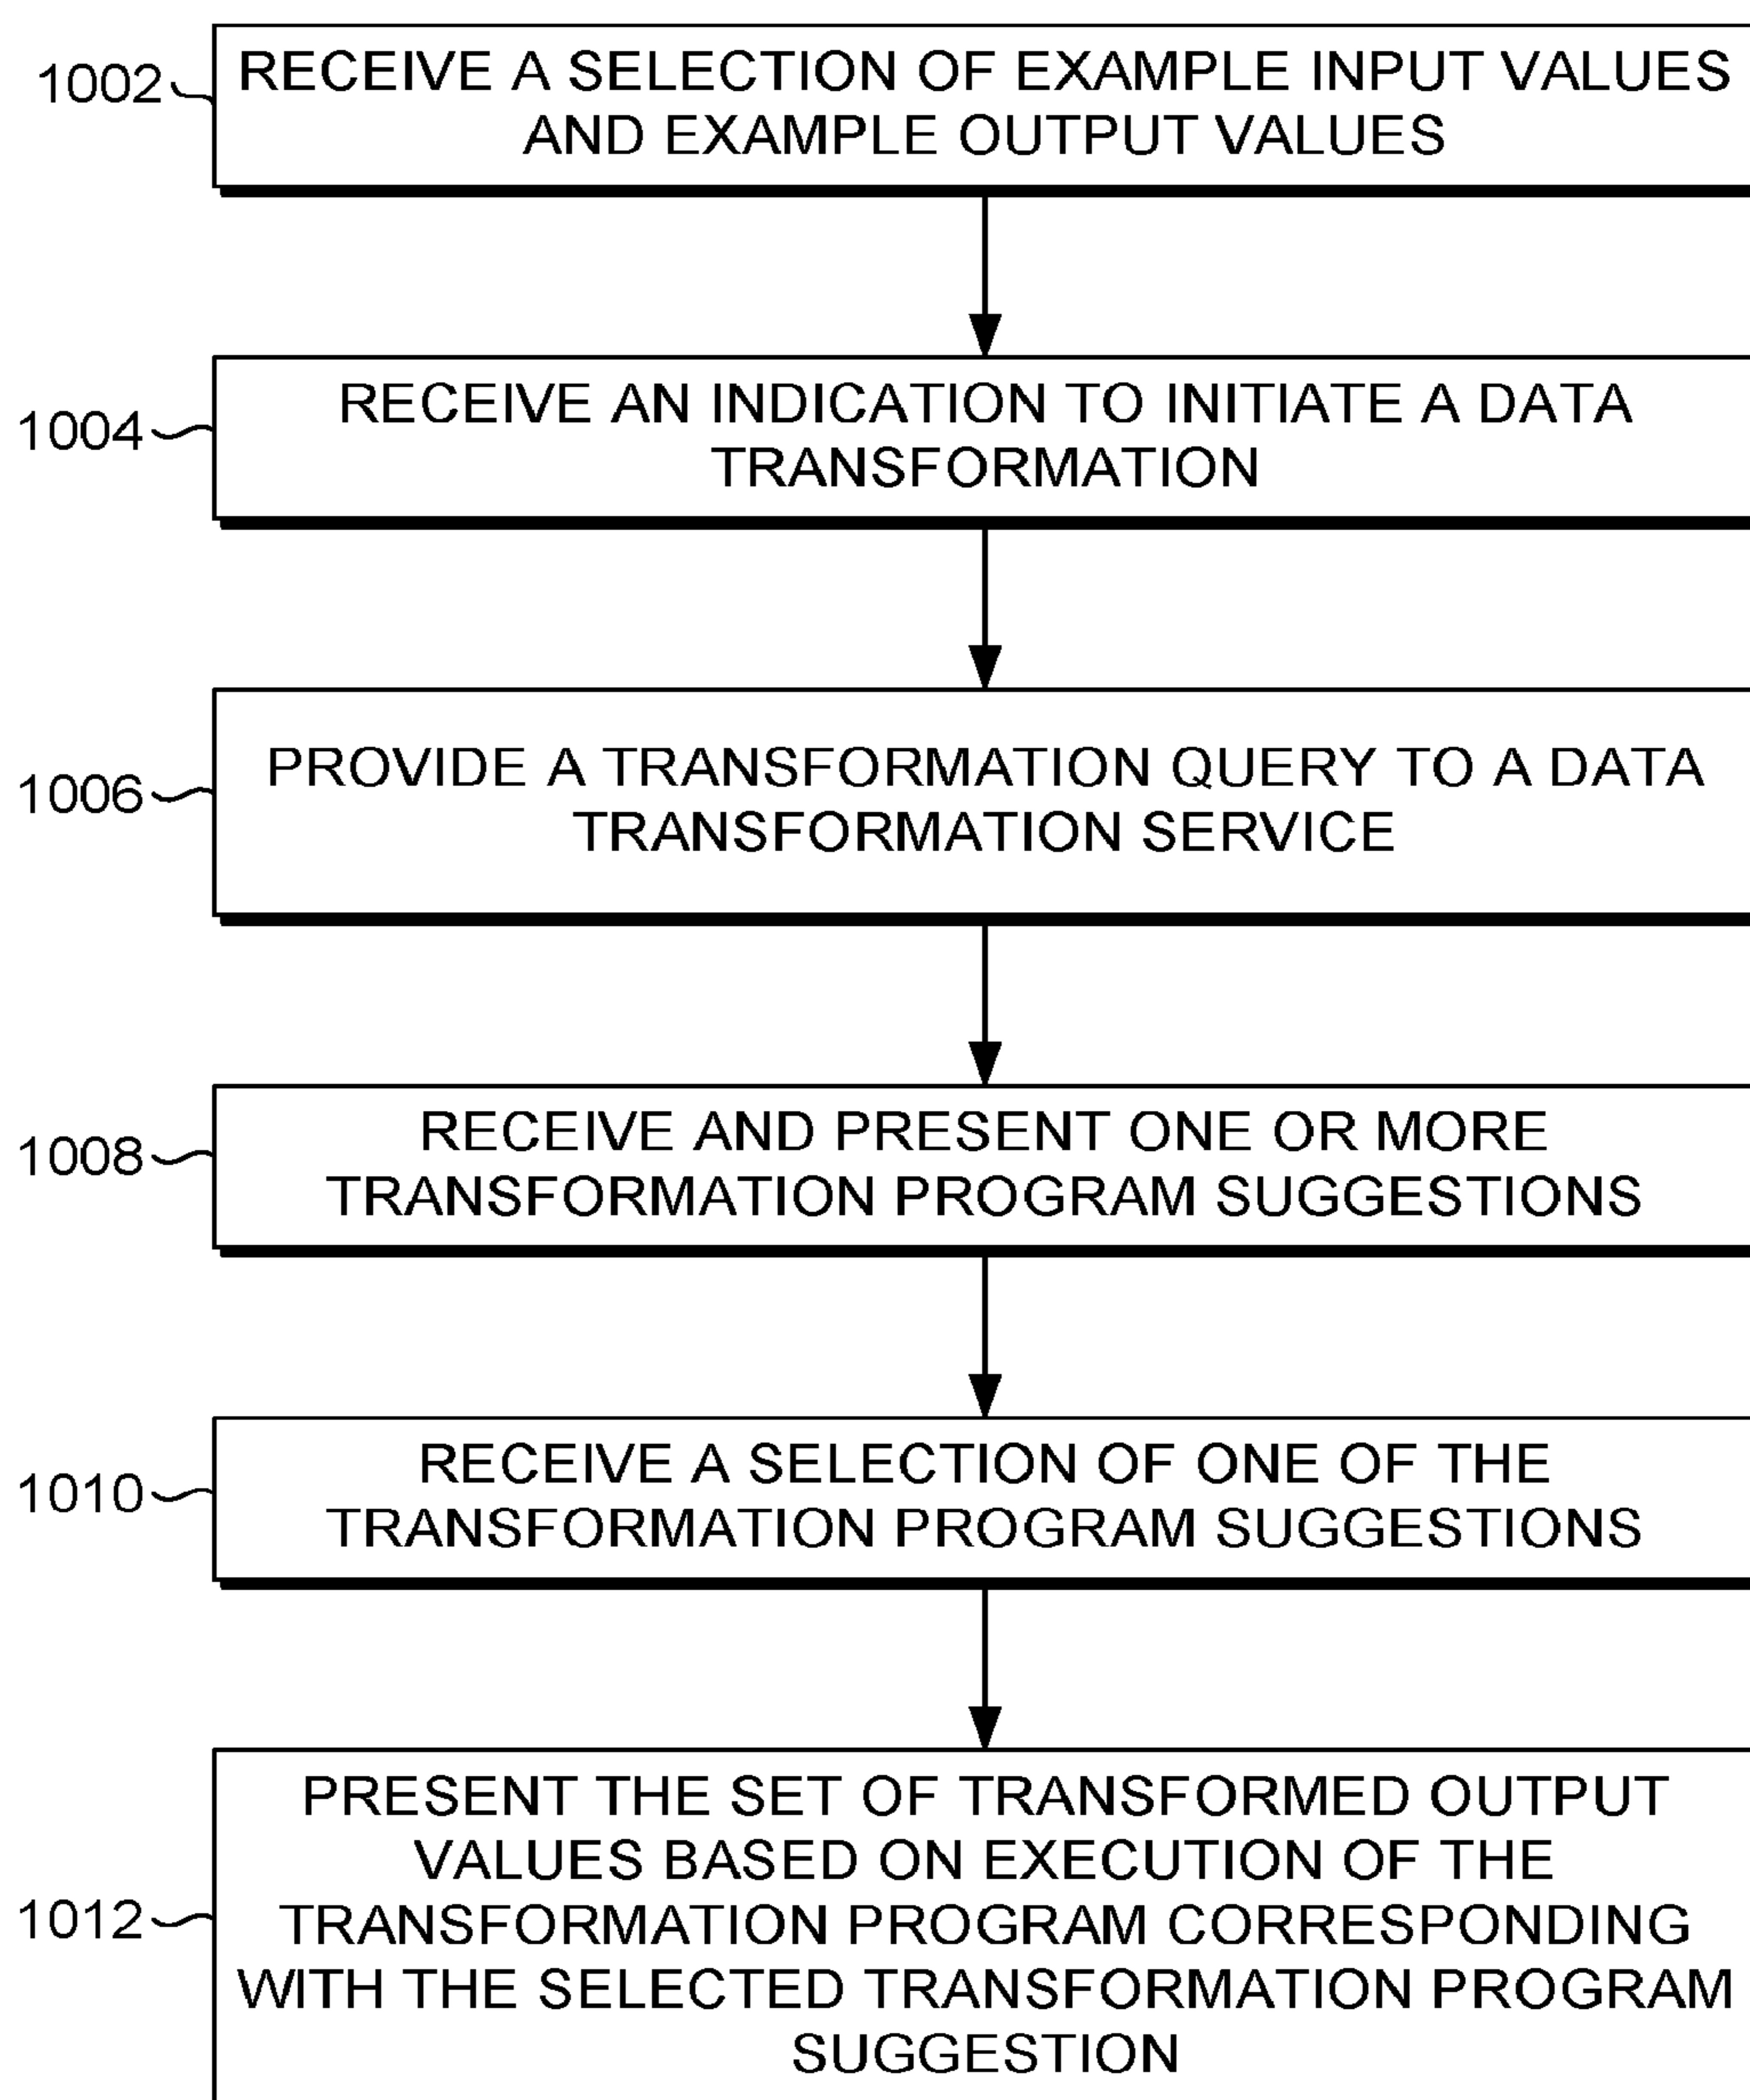 1002
RECEIVE A SELECTION OF EXAMPLE INPUT VALUES
AND EXAMPLE OUTPUT VALUES
1004
RECEIVE AN INDICATION TO INITIATE A DATA
TRANSFORMATION
1006
PROVIDE A TRANSFORMATION QUERY TO A DATA
TRANSFORMATION SERVICE
1008
RECEIVE AND PRESENT ONE OR MORE
TRANSFORMATION PROGRAM SUGGESTIONS
1010
RECEIVE A SELECTION OF ONE OF THE
TRANSFORMATION PROGRAM SUGGESTIONS
1012
PRESENT THE SET OF TRANSFORMED OUTPUT
VALUES BASED ON EXECUTION OF THE
TRANSFORMATION PROGRAM CORRESPONDING
WITH THE SELECTED TRANSFORMATION PROGRAM
SUGGESTION